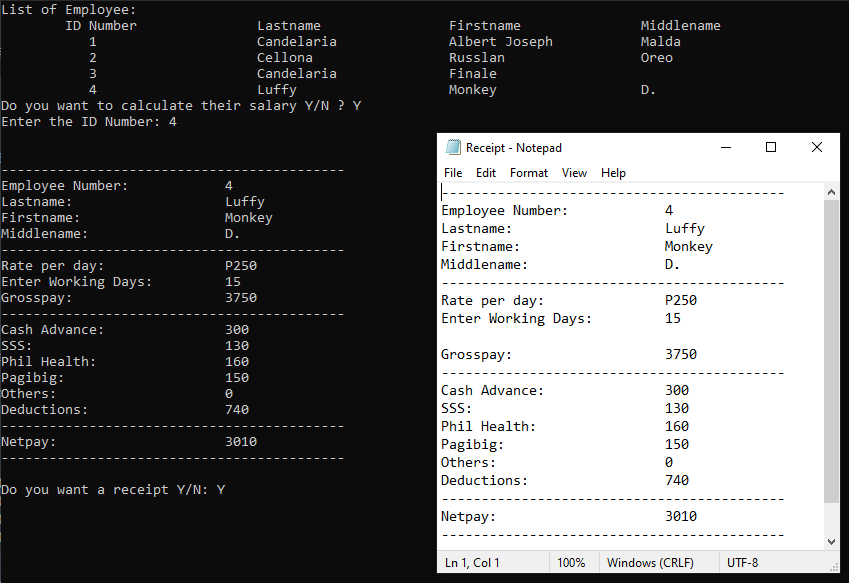 List of Employee:
ID Number Lastname Firstname Middlename
1 Candelaria Albert Joseph Malda
2 Cellona Russlan Oreo
3 Candelaria Finale
4 Luffy Monkey D.
Do you want to calculate their salary Y/N ? Y
Enter the ID Number: 4
-------------------------------------------
Employee Number: 4
Lastname: Luffy
Firstname: Monkey
Middlename: D.
-------------------------------------------
Rate per day: P250
Enter Working Days: 15
Grosspay: 3750
-------------------------------------------
Cash Advance: 300
SSS: 130
Phil Health: 160
Pagibig: 150
Others: 0
Deductions: 740
-------------------------------------------
Netpay: 3010
-------------------------------------------
Do you want a receipt Y/N: Y
Receipt - Notepad
File Edit Format View Help
-------------------------------------------
Employee Number: 4
Lastname: Luffy
Firstname: Monkey
Middlename: D.
-------------------------------------------
Rate per day: P250
Enter Working Days: 15
Grosspay: 3750
-------------------------------------------
Cash Advance: 300
SSS: 130
Phil Health: 160
Pagibig: 150
Others: 0
Deductions: 740
-------------------------------------------
Netpay: 3010
-------------------------------------------
Ln 1, Col 1 100% Windows (CRLF) UTF-8